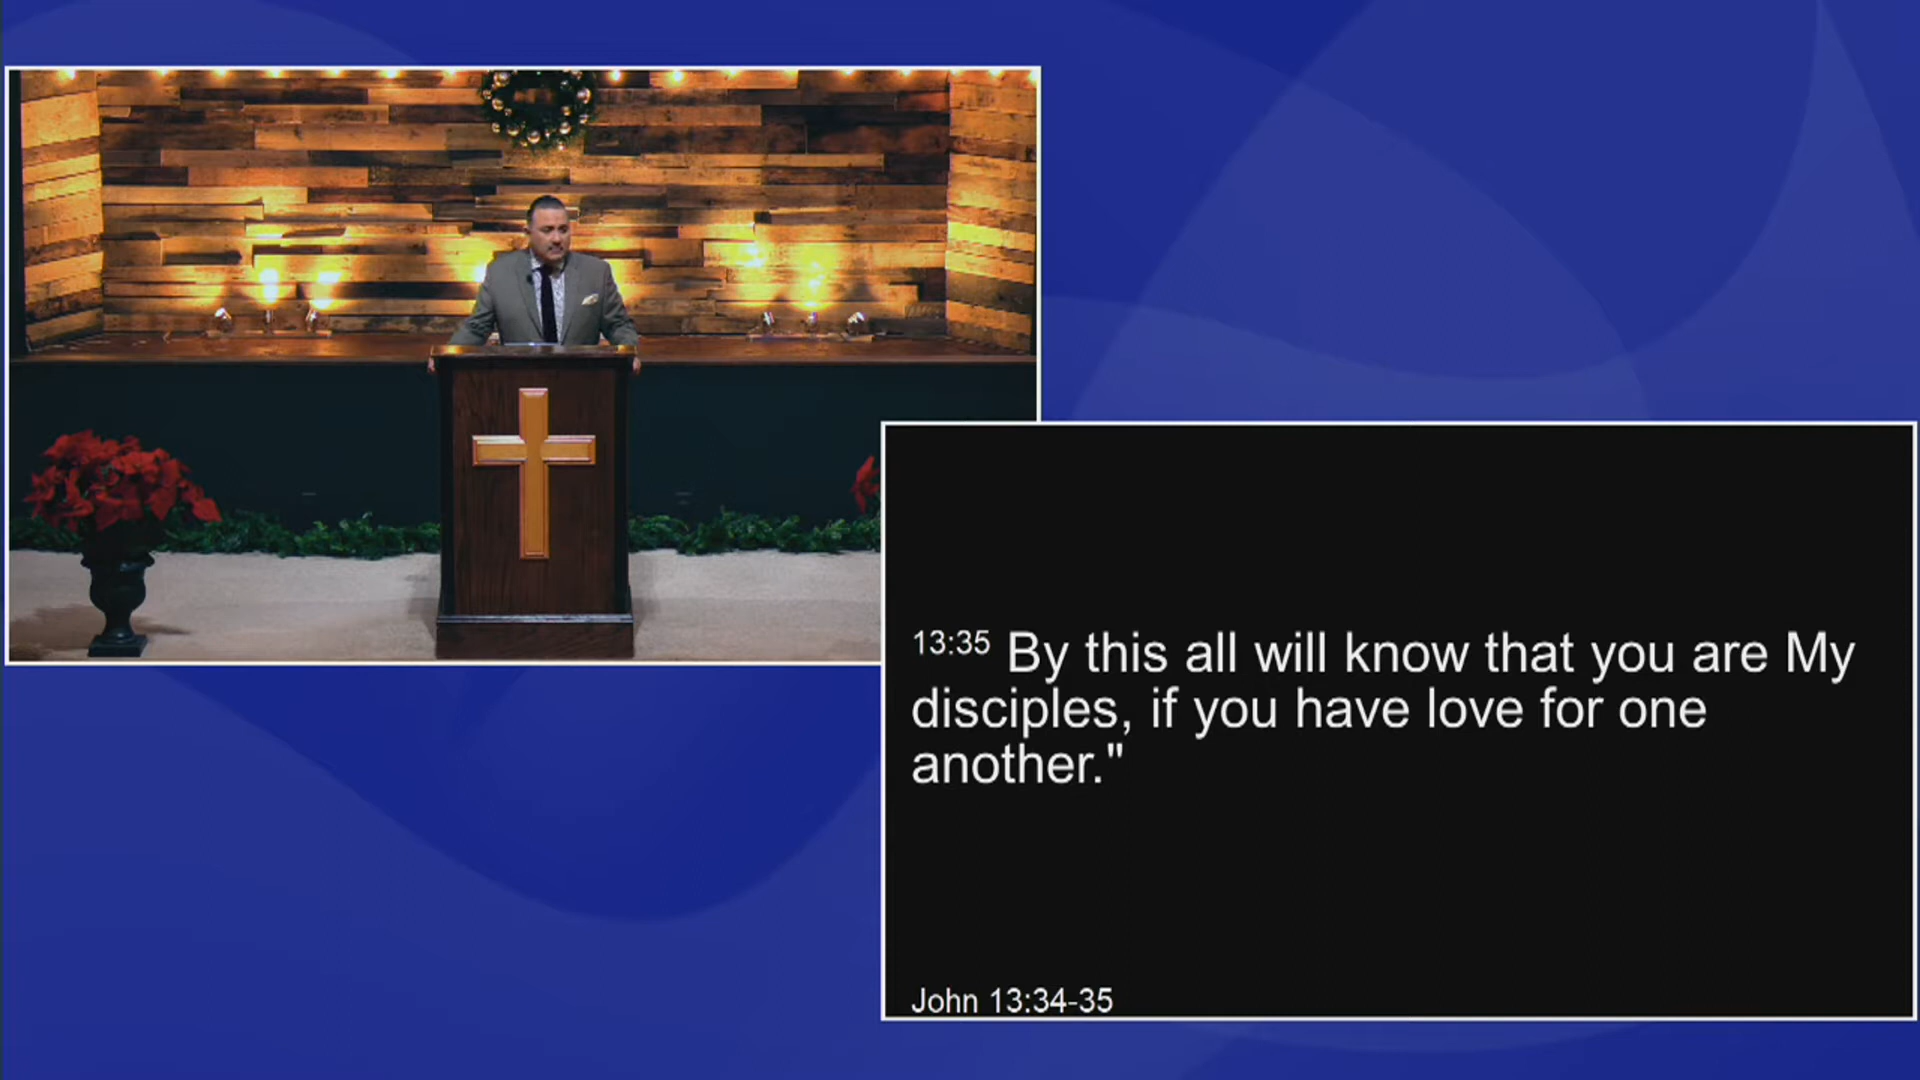 13:35 By this all will know that you are My
disciples, if you have love for one
another."
John 13:34-35